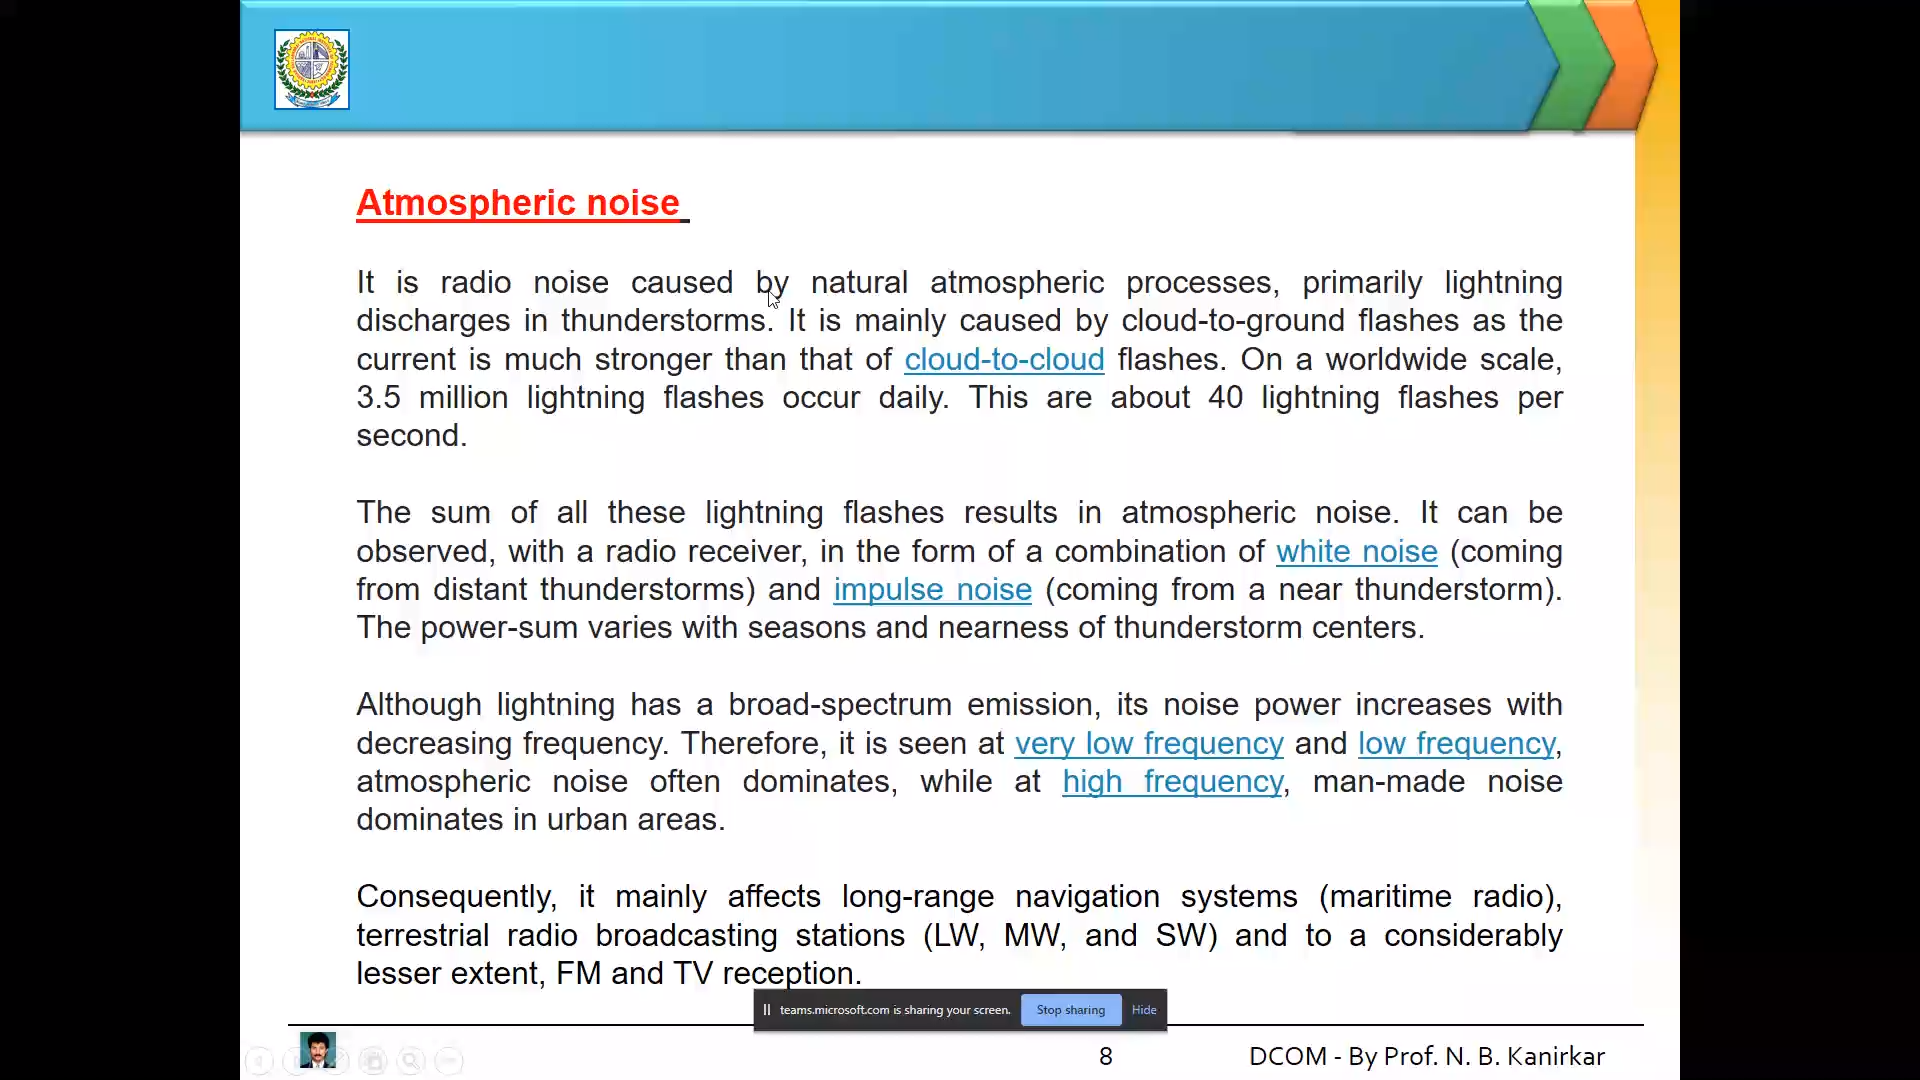 Atmospheric noise
It is radio noise caused by natural atmospheric processes, primarily lightning
discharges in thunderstorms. It is mainly caused by cloud-to-ground flashes as the
current is much stronger than that of cloud-to-cloud flashes. On a worldwide scale,
3.5 million lightning flashes occur daily. This are about 40 lightning flashes per
second.
The sum of all these lightning flashes results in atmospheric noise. It can be
observed, with a radio receiver, in the form of a combination of white noise (coming
from distant thunderstorms) and impulse noise (coming from a near thunderstorm).
The power-sum varies with seasons and nearness of thunderstorm centers.
Although lightning has a broad-spectrum emission, its noise power increases with
decreasing frequency. Therefore, it is seen at very low frequency and low frequency,
atmospheric noise often dominates, while at high frequency, man-made noise
dominates in urban areas.
Consequently, it mainly affects long-range navigation systems (maritime radio),
terrestrial radio broadcasting stations (LW, MW, and SW) and to a considerably
lesser extent, FM and TV reception.
teams.microsoft.com is sharing your screen. Stop sharing Hide
8 DCOM - By Prof. N. B. Kanirkar